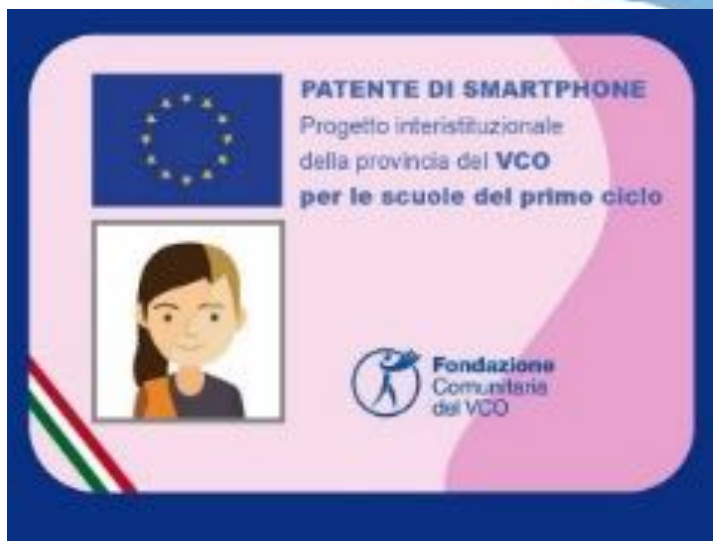 PATENTE DI SMARTPHONE
Progetto interistituzionale
della provincia del VCO
per le scuole del primo ciclo
Fondazione
Comunitaria
del VCO